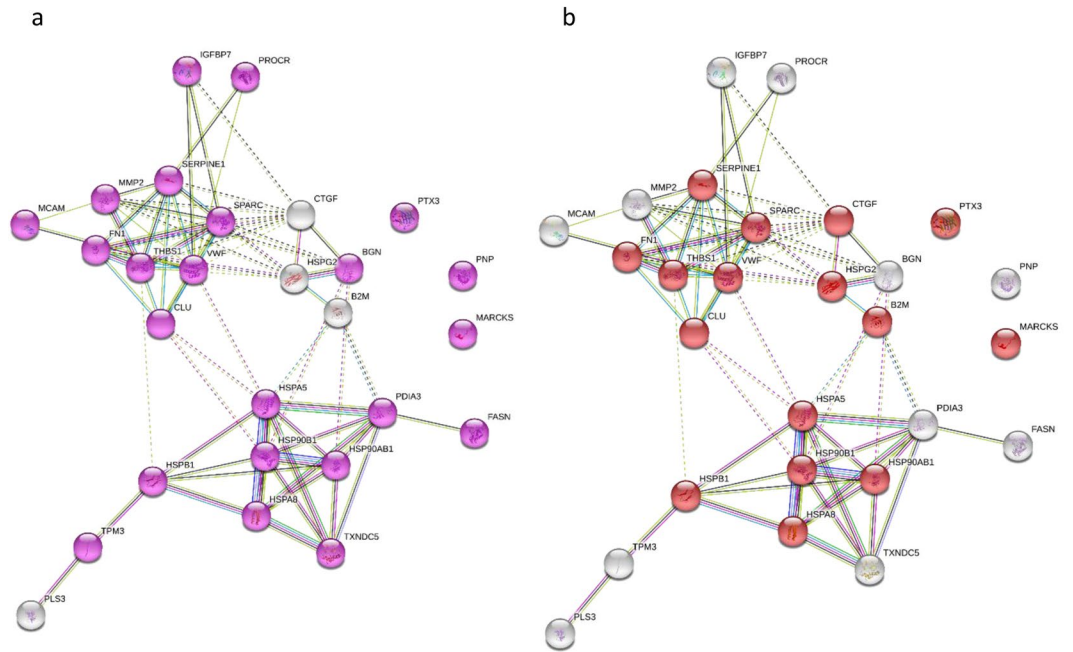 a
IGFBP7
PROCR
SERPINE1
MMP2
MCAM
SPARC
CTGF
PTX3
FN1
THBS1
VWF
BGN
HSPG2
PNP
B2M
CLU
MARCKS
HSPA5
PDIA3
FASN
HSP90B1
HSP90AB1
HSPB1
HSPA8
TPM3
TXNDC5
PLS3
b
IGFBP7
PROCR
SERPINE1
MMP2
MCAM
SPARC
CTGF
PTX3
FN1
THBS1
VWF
BGN
HSPG2
PNP
B2M
CLU
MARCKS
HSPA5
PDIA3
FASN
HSP90B1
HSP90AB1
HSPB1
HSPA8
TPM3
TXNDC5
PLS3